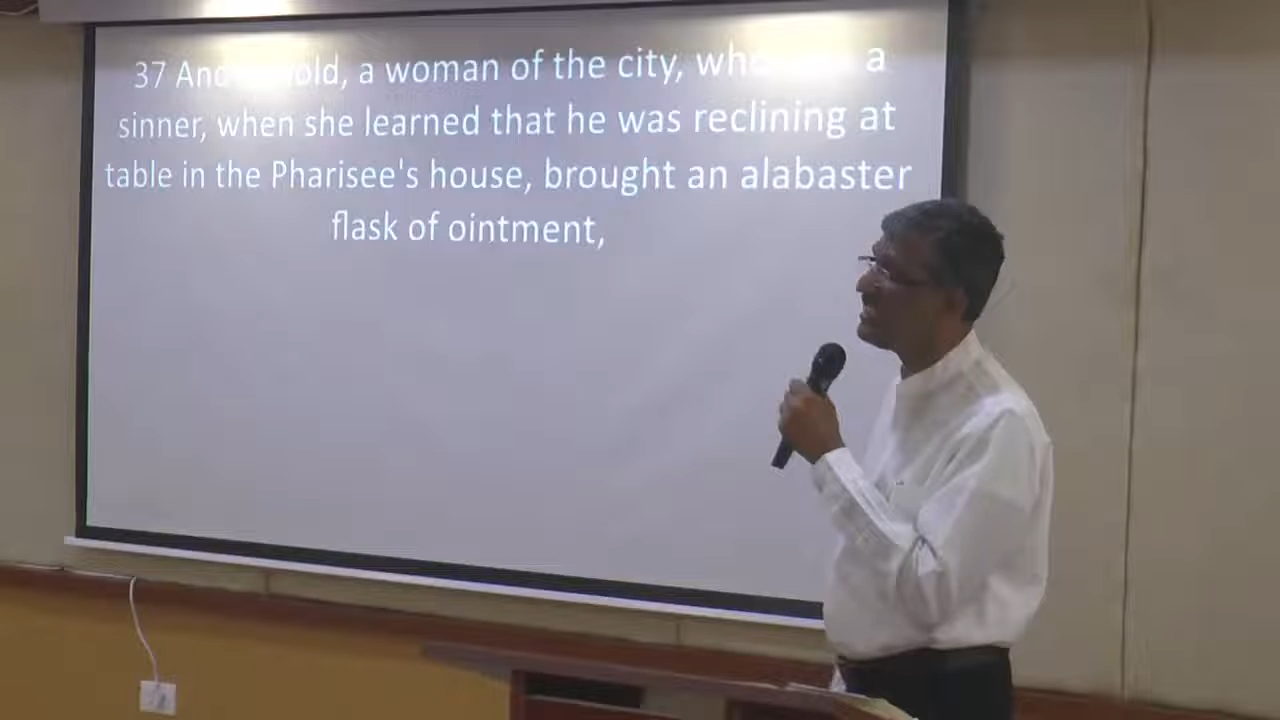 37 And behold, a woman of the city, who a
sinner, when she learned that he was reclining at
table in the Pharisee's house, brought an alabaster
flask of ointment,